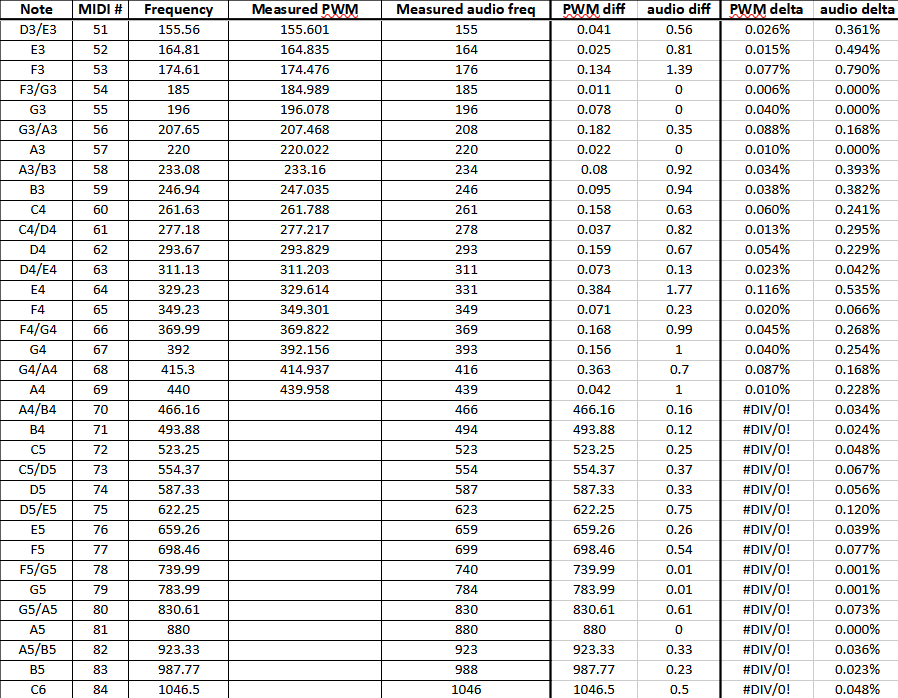 Note MIDI # Frequency Measured PWM Measured audio freq PWM diff audio diff PWM delta audio delta
D3/E3 51 155.56 155.601 155 0.041 0.56 0.026% 0.361%
E3 52 164.81 164.835 164 0.025 0.81 0.015% 0.494%
F3 53 174.61 174.476 176 0.134 1.39 0.077% 0.790%
F3/G3 54 185 184.989 185 0.011 0 0.006% 0.000%
G3 55 196 196.078 196 0.078 0 0.040% 0.000%
G3/A3 56 207.65 207.468 208 0.182 0.35 0.088% 0.168%
A3 57 220 220.022 220 0.022 0 0.010% 0.000%
A3/B3 58 233.08 233.16 234 0.08 0.92 0.034% 0.393%
B3 59 246.94 247.035 246 0.095 0.94 0.038% 0.382%
C4 60 261.63 261.788 261 0.158 0.63 0.060% 0.241%
C4/D4 61 277.18 277.217 278 0.037 0.82 0.013% 0.295%
D4 62 293.67 293.829 293 0.159 0.67 0.054% 0.229%
D4/E4 63 311.13 311.203 311 0.073 0.13 0.023% 0.042%
E4 64 329.23 329.614 331 0.384 1.77 0.116% 0.535%
F4 65 349.23 349.301 349 0.071 0.23 0.020% 0.066%
F4/G4 66 369.99 369.822 369 0.168 0.99 0.045% 0.268%
G4 67 392 392.156 393 0.156 1 0.040% 0.254%
G4/A4 68 415.3 414.937 416 0.363 0.7 0.087% 0.168%
A4 69 440 439.958 439 0.042 1 0.010% 0.228%
A4/B4 70 466.16 466 466.16 0.16 #DIV/0! 0.034%
B4 71 493.88 494 493.88 0.12 #DIV/0! 0.024%
C5 72 523.25 523 523.25 0.25 #DIV/0! 0.048%
C5/D5 73 554.37 554 554.37 0.37 #DIV/0! 0.067%
D5 74 587.33 587 587.33 0.33 #DIV/0! 0.056%
D5/E5 75 622.25 623 622.25 0.75 #DIV/0! 0.120%
E5 76 659.26 659 659.26 0.26 #DIV/0! 0.039%
F5 77 698.46 699 698.46 0.54 #DIV/0! 0.077%
F5/G5 78 739.99 740 739.99 0.01 #DIV/0! 0.001%
G5 79 783.99 784 783.99 0.01 #DIV/0! 0.001%
G5/A5 80 830.61 830 830.61 0.61 #DIV/0! 0.073%
A5 81 880 880 880 0 #DIV/0! 0.000%
A5/B5 82 923.33 923 923.33 0.33 #DIV/0! 0.036%
B5 83 987.77 988 987.77 0.23 #DIV/0! 0.023%
C6 84 1046.5 1046 1046.5 0.5 #DIV/0! 0.048%